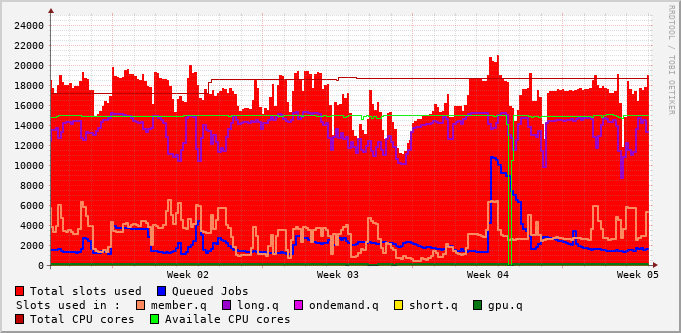 24000
22000
20000
18000
16000
14000
12000
10000
8000
6000
4000
2000
0
Week 02 Week 03 Week 04 Week 05
RRDTOOL / TOBI OETIKER
Total slots used Queued Jobs
Slots used in : member.q long.q ondemand.q short.q gpu.q
Total CPU cores Availale CPU cores